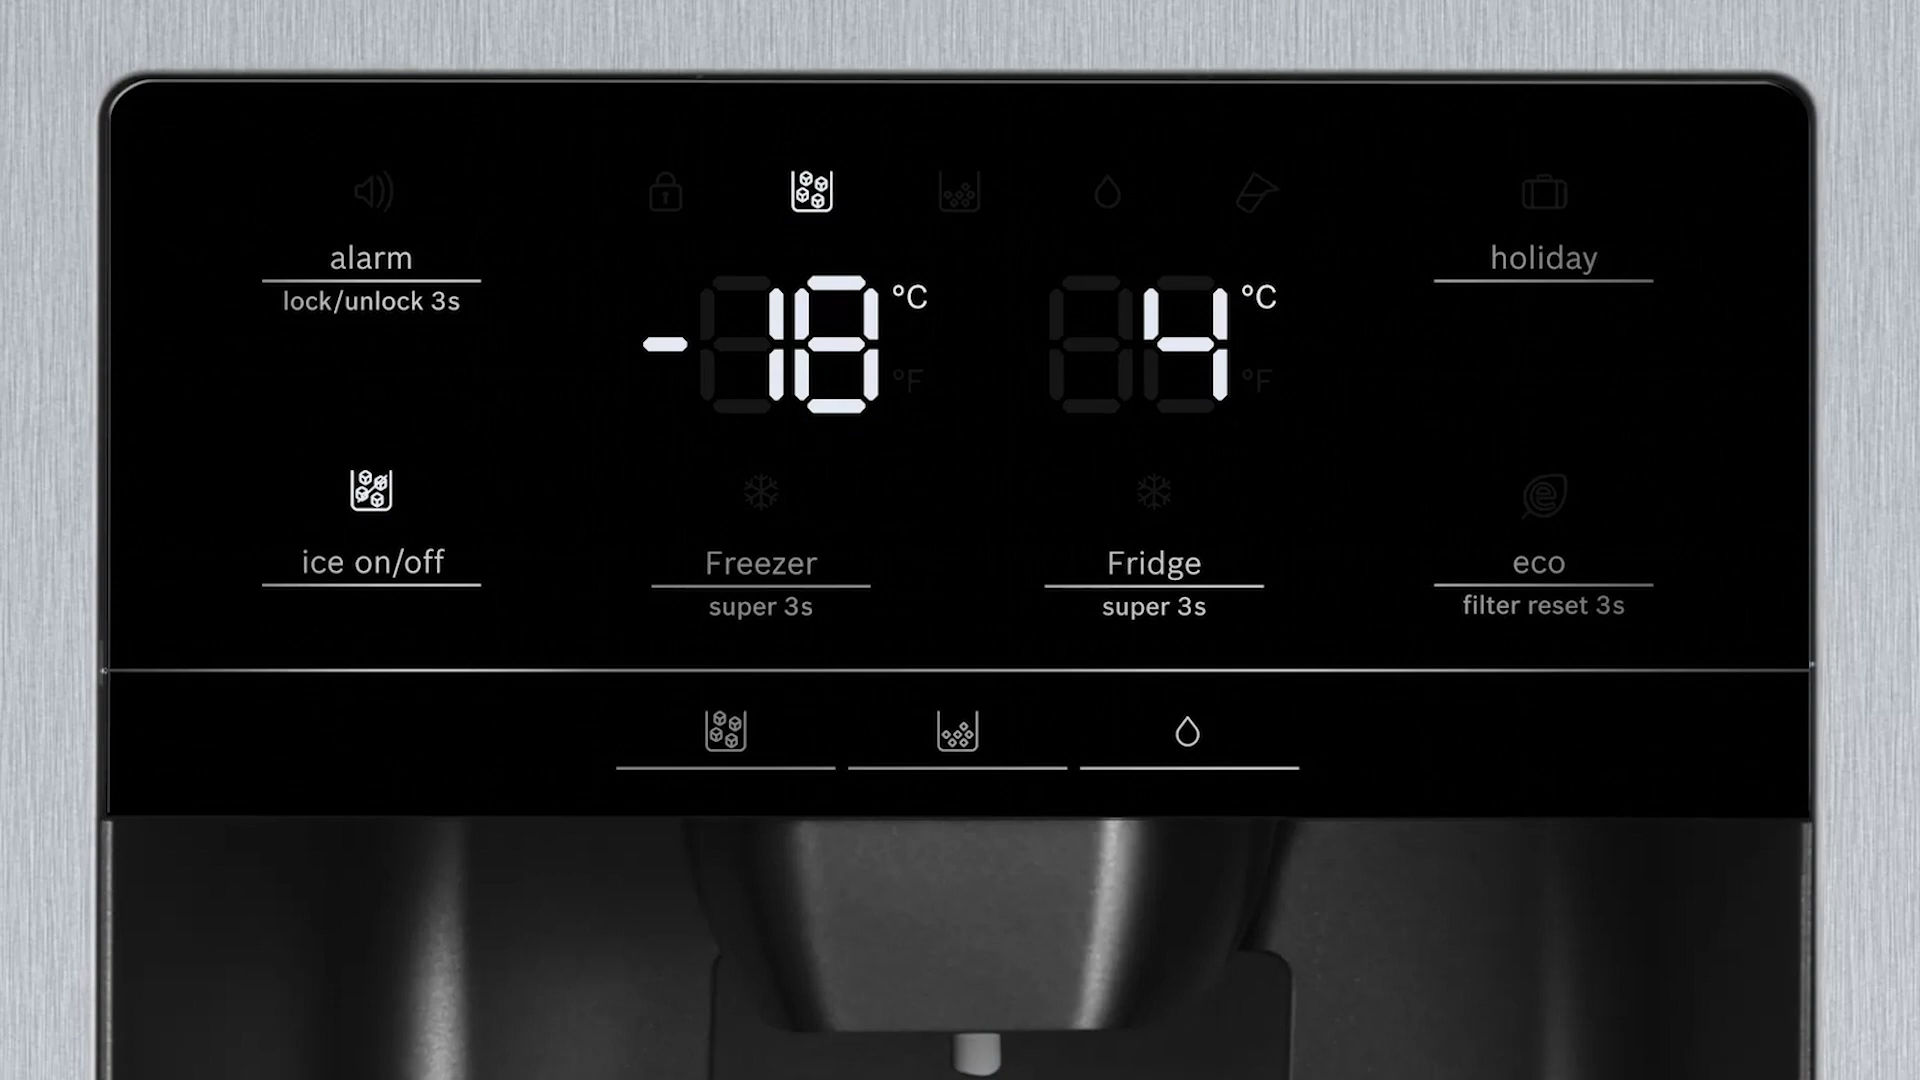 alarm
lock/unlock 3s
holiday
-18 °C
°F
4 °C
°F
ice on/off
Freezer
super 3s
Fridge
super 3s
eco
filter reset 3s